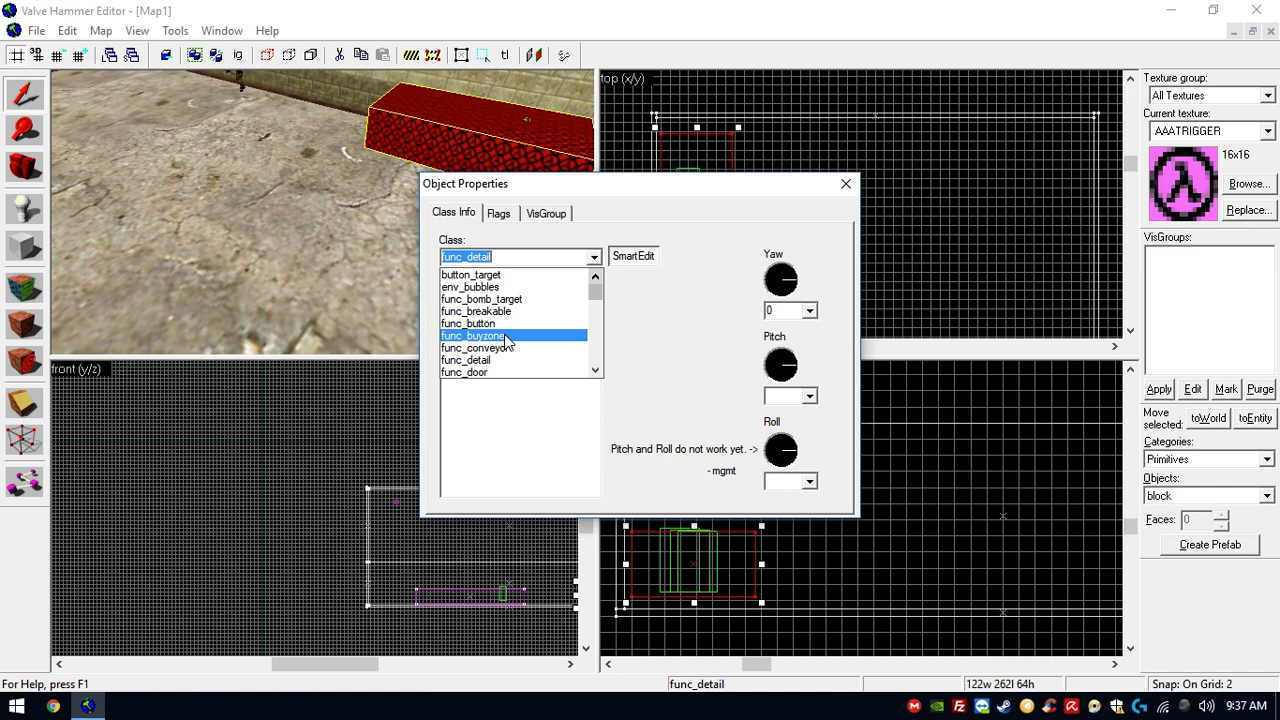 Valve Hammer Editor - [Map1]
File Edit Map View Tools Window Help
top (x/y)
front (y/z)
Object Properties
Class Info Flags VisGroup
Class:
func_detail
SmartEdit
button_target
env_bubbles
func_bomb_target
func_breakable
func_button
func_buyzone
func_conveyo
func_detail
func_door
Yaw
0
Pitch
Roll
Pitch and Roll do not work yet. ->
- mgmt
Texture group:
All Textures
Current texture:
AAATRIGGER
16x16
Browse...
Replace...
VisGroups:
Apply Edit Mark Purge
Move selected:
toWorld toEntity
Categories:
Primitives
Objects:
block
Faces: 0
Create Prefab
For Help, press F1
func_detail
122w 262l 64h
Snap: On Grid: 2
9:37 AM